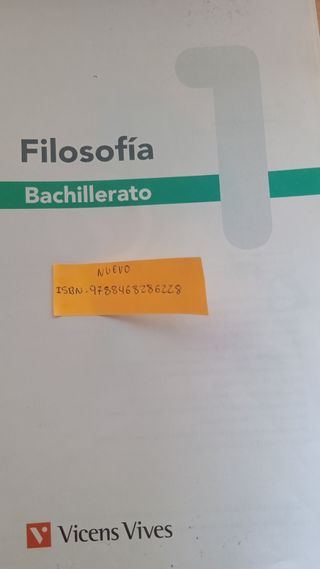 1
Filosofía
Bachillerato
NUEVO
ISBN-9788468286228
Vicens Vives